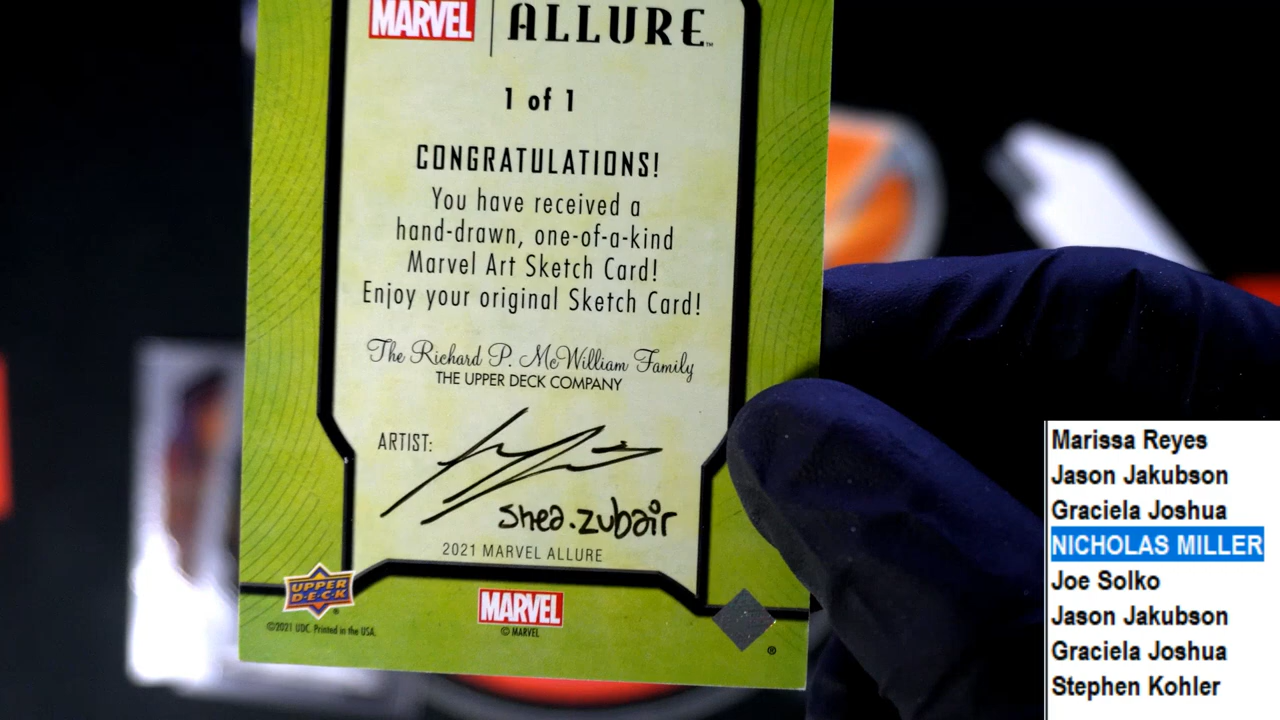 MARVEL ALLURE™
1 of 1
CONGRATULATIONS!
You have received a
hand-drawn, one-of-a-kind
Marvel Art Sketch Card!
Enjoy your original Sketch Card!
The Richard P. McWilliam Family
THE UPPER DECK COMPANY
ARTIST:
shea.zubair
2021 MARVEL ALLURE
UPPER
D·E·C·K
®
©2021 UDC. Printed in the USA.
MARVEL
© MARVEL
®
Marissa Reyes
Jason Jakubson
Graciela Joshua
NICHOLAS MILLER
Joe Solko
Jason Jakubson
Graciela Joshua
Stephen Kohler